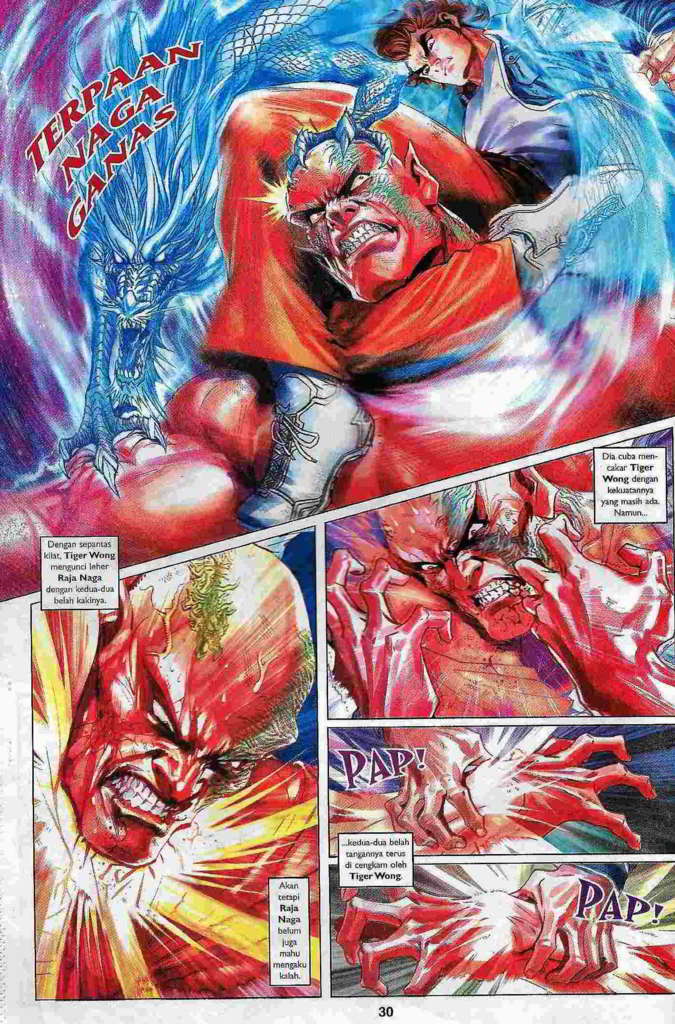 TERPAAN
NAGA
GANAS
Dengan sepantas
kilat, Tiger Wong
mengunci leher
Raja Naga
dengan kedua-dua
belah kakinya.
Akan
tetapi
Raja
Naga
belum
juga
mahu
mengaku
kalah.
Dia cuba men-
cakar Tiger
Wong dengan
kekuatannya
yang masih ada.
Namun...
PAP!
...kedua-dua belah
tangannya terus
di cengkam oleh
Tiger Wong.
PAP!
30